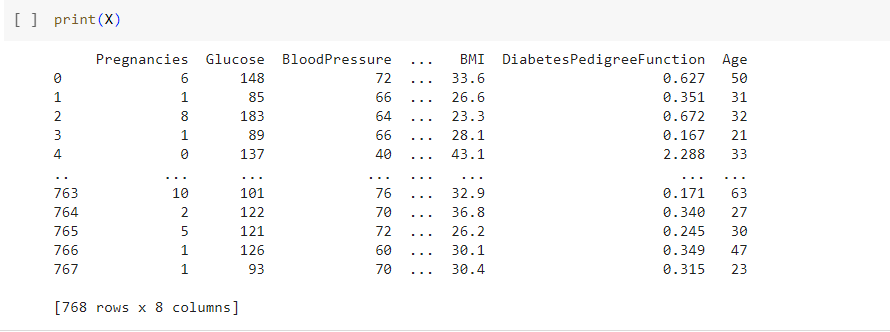 [ ] print(X)
Pregnancies Glucose BloodPressure ... BMI DiabetesPedigreeFunction Age
0 6 148 72 ... 33.6 0.627 50
1 1 85 66 ... 26.6 0.351 31
2 8 183 64 ... 23.3 0.672 32
3 1 89 66 ... 28.1 0.167 21
4 0 137 40 ... 43.1 2.288 33
.. ... ... ... ... ... ... ...
763 10 101 76 ... 32.9 0.171 63
764 2 122 70 ... 36.8 0.340 27
765 5 121 72 ... 26.2 0.245 30
766 1 126 60 ... 30.1 0.349 47
767 1 93 70 ... 30.4 0.315 23
[768 rows x 8 columns]